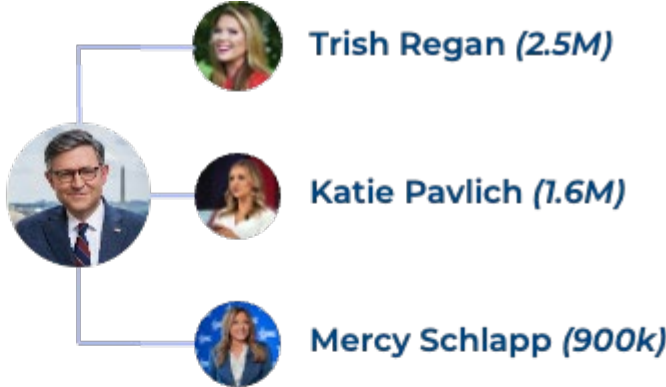 Trish Regan (2.5M)
Katie Pavlich (1.6M)
Mercy Schlapp (900k)